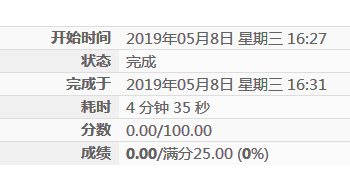 开始时间 2019年05月8日 星期三 16:27
状态 完成
完成于 2019年05月8日 星期三 16:31
耗时 4 分钟 35 秒
分数 0.00/100.00
成绩 0.00/满分25.00 (0%)